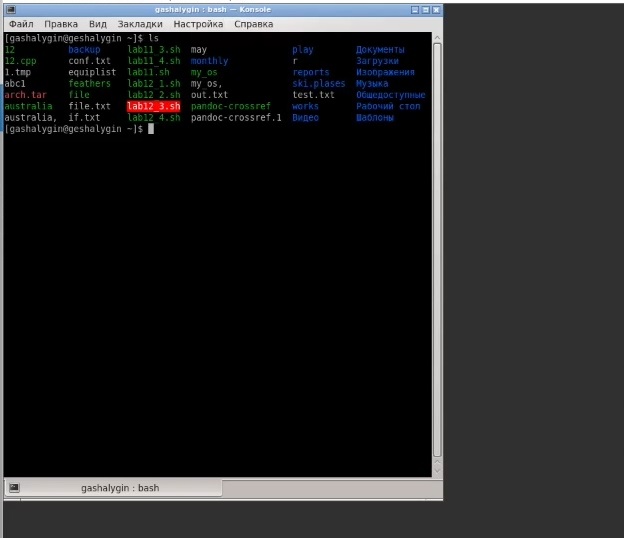 gashalygin : bash — Konsole
Файл Правка Вид Закладки Настройка Справка
[gashalygin@geshalygin ~]$ ls
12 backup lab11_3.sh may play Документы
12.cpp conf.txt lab11_4.sh monthly r Загрузки
1.tmp equiplist lab11.sh my_os reports Изображения
abc1 feathers lab12_1.sh my_os, ski.plases Музыка
arch.tar file lab12_2.sh out.txt test.txt Общедоступные
australia file.txt lab12_3.sh pandoc-crossref works Рабочий стол
australia, if.txt lab12_4.sh pandoc-crossref.1 Видео Шаблоны
[gashalygin@geshalygin ~]$
gashalygin : bash